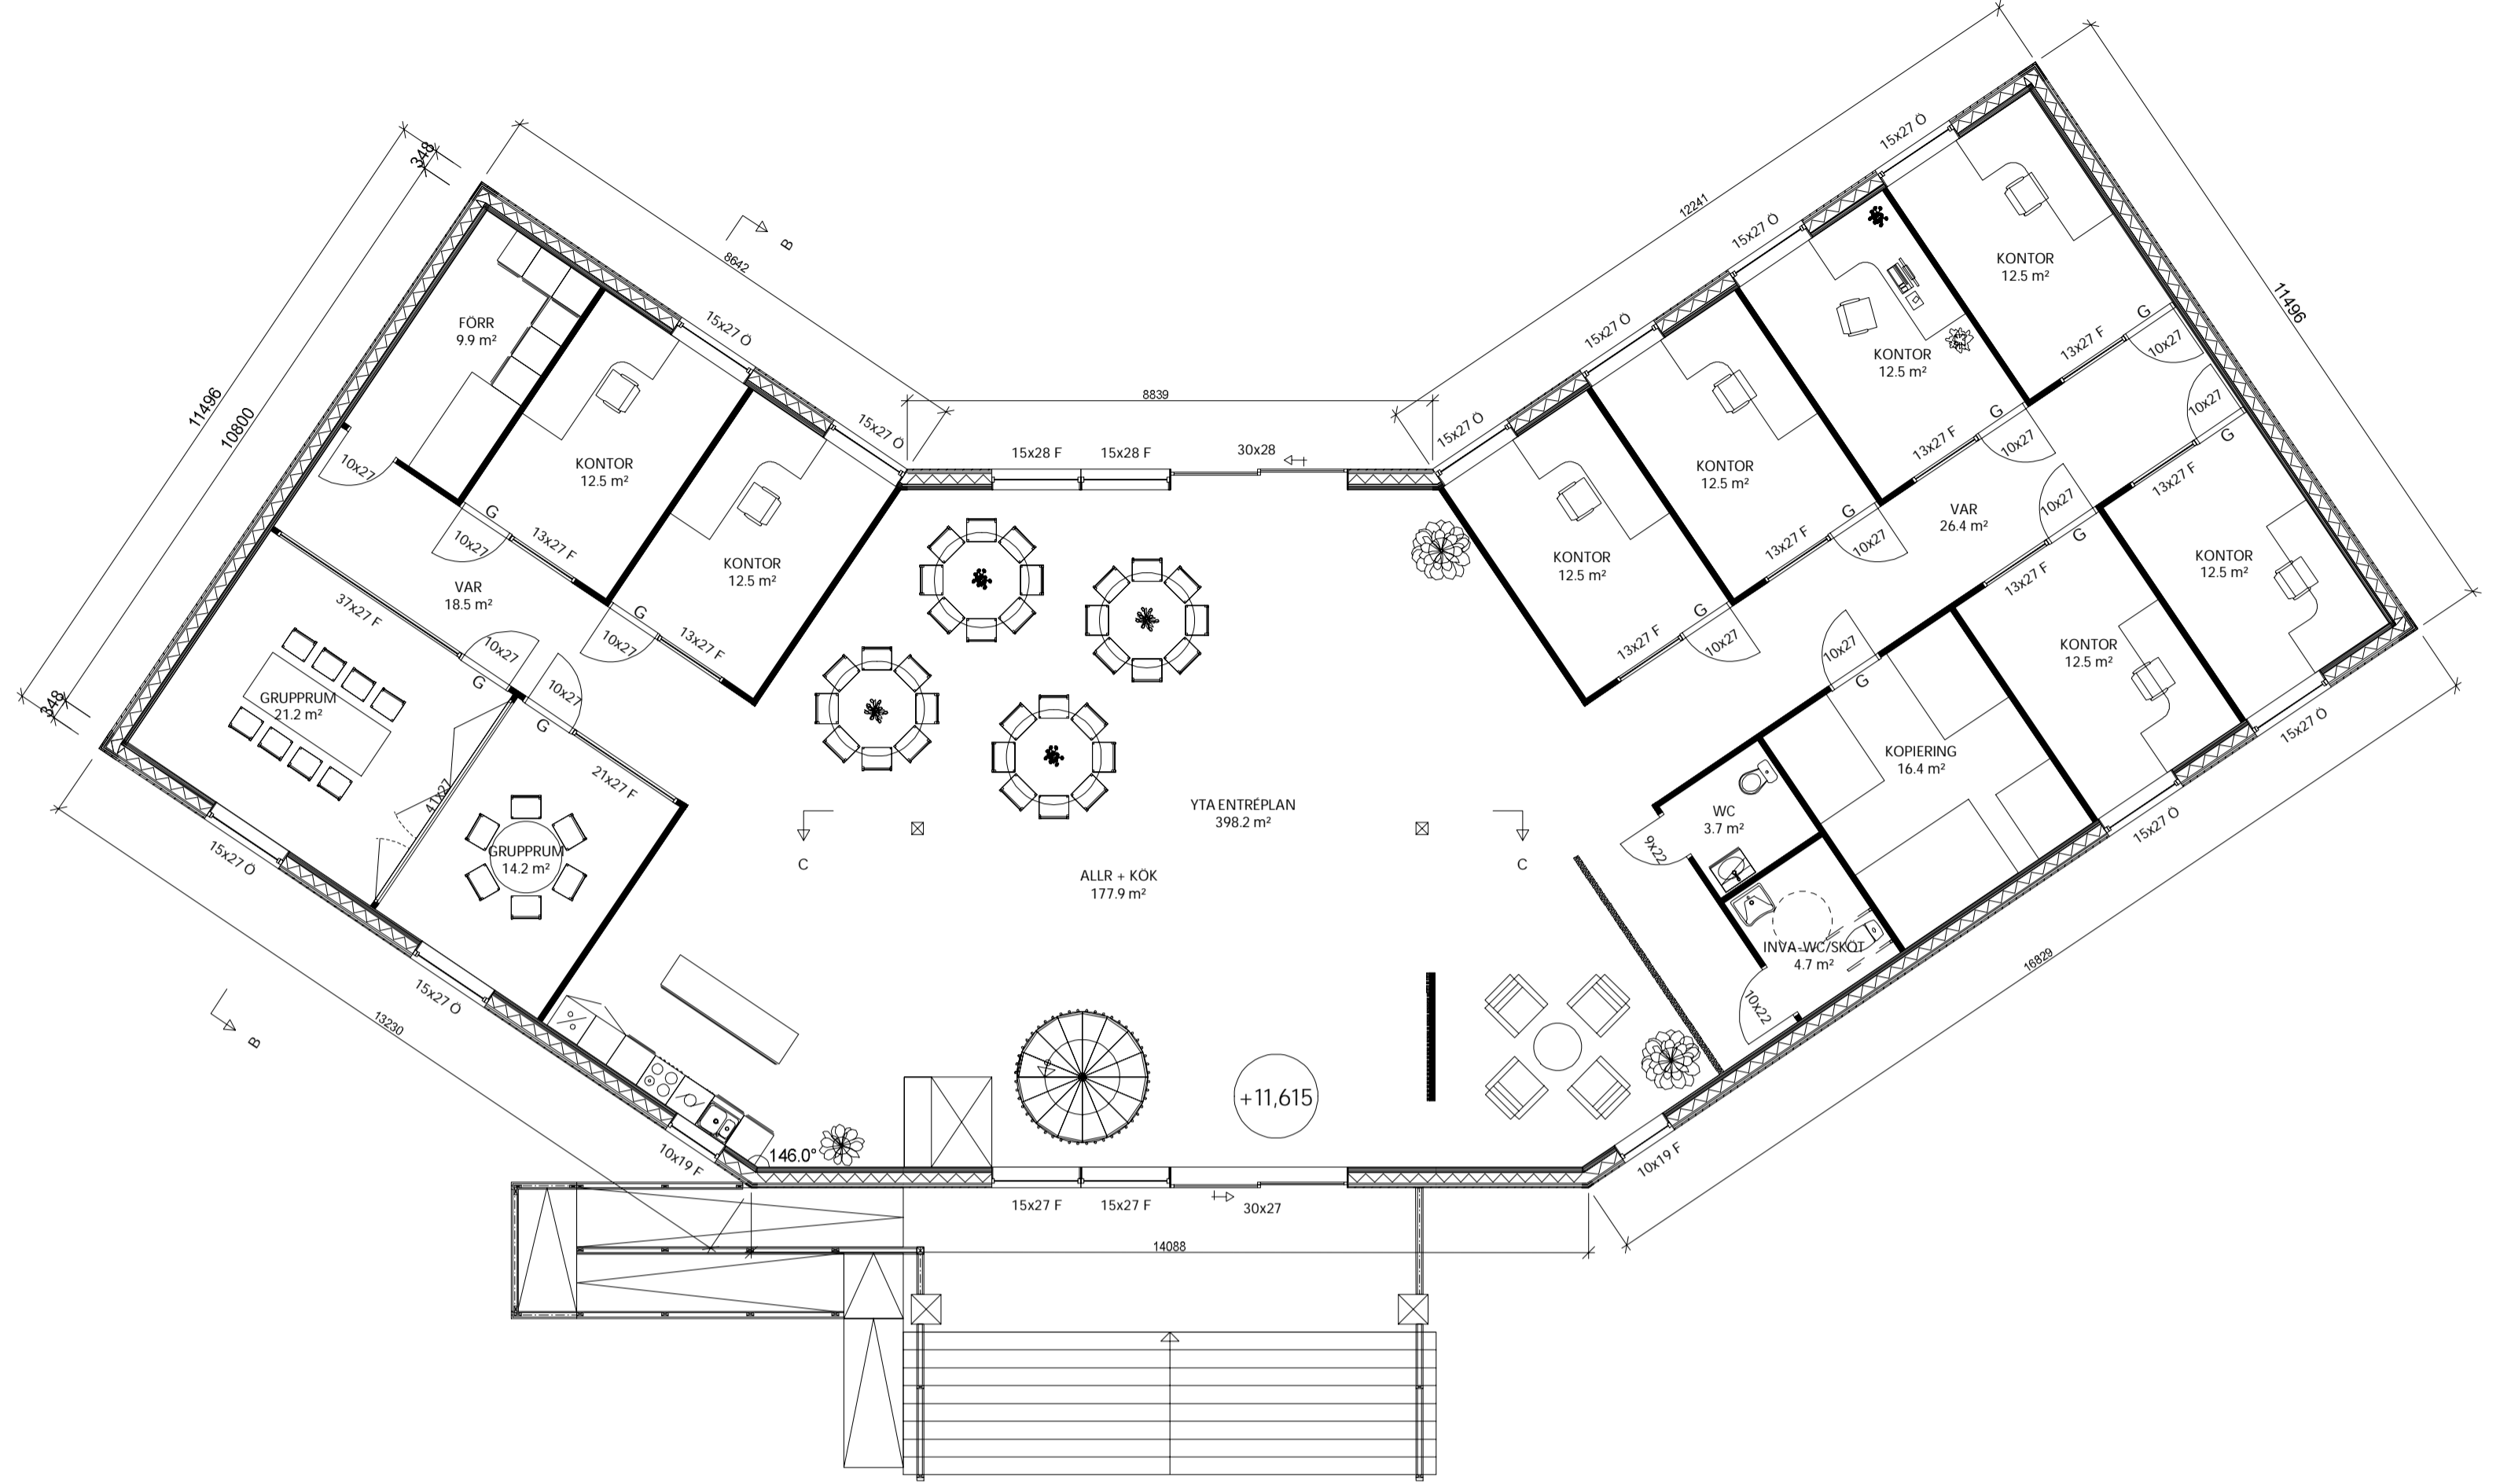 12241
15x27 Ö
348
11496
10800
8642
B
15x27 Ö
FÖRR
9.9 m²
15x27 Ö
KONTOR
12.5 m²
G
10x27
13x27 F
11496
15x27 Ö
KONTOR
12.5 m²
G
10x27
13x27 F
10x27
G
13x27 F
15x27 Ö
15x27 Ö
8839
15x28 F
15x28 F
30x28
15x27 Ö
10x27
KONTOR
12.5 m²
G
10x27
13x27 F
KONTOR
12.5 m²
G
10x27
13x27 F
KONTOR
12.5 m²
G
10x27
13x27 F
VAR
26.4 m²
10x27
G
13x27 F
KONTOR
12.5 m²
KONTOR
12.5 m²
G
10x27
13x27 F
KONTOR
12.5 m²
VAR
18.5 m²
37x27 F
10x27
G
10x27
G
21x27 F
348
GRUPPRUM
21.2 m²
41x27
GRUPPRUM
14.2 m²
KONTOR
12.5 m²
10x27
G
KOPIERING
16.4 m²
15x27 Ö
15x27 Ö
YTA ENTRÉPLAN
398.2 m²
WC
3.7 m²
9x22
C
C
ALLR + KÖK
177.9 m²
INVA-WC/SKÖT
4.7 m²
10x22
16829
15x27 Ö
15x27 Ö
13230
B
+11,615
146.0°
10x19 F
10x19 F
15x27 F
15x27 F
30x27
14088